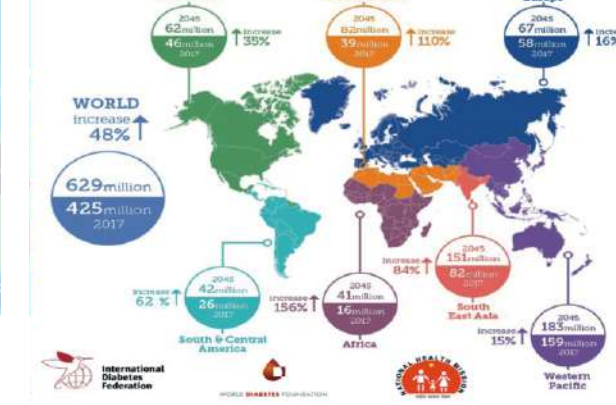 2045
62million
46million
2017
increase
35%
2045
82million
39million
2017
increase
110%
2045
67million
58million
2017
increase
16%
WORLD
increase
48%
629million
425million
2017
increase
62 %
2045
42million
26million
2017
South & Central
America
increase
156%
2045
41million
16million
2017
Africa
increase
84%
2045
151million
82million
2017
South
East Asia
increase
15%
2045
183million
159million
2017
Western
Pacific
International
Diabetes
Federation
WORLD DIABETES FOUNDATION
NATIONAL HEALTH MISSION